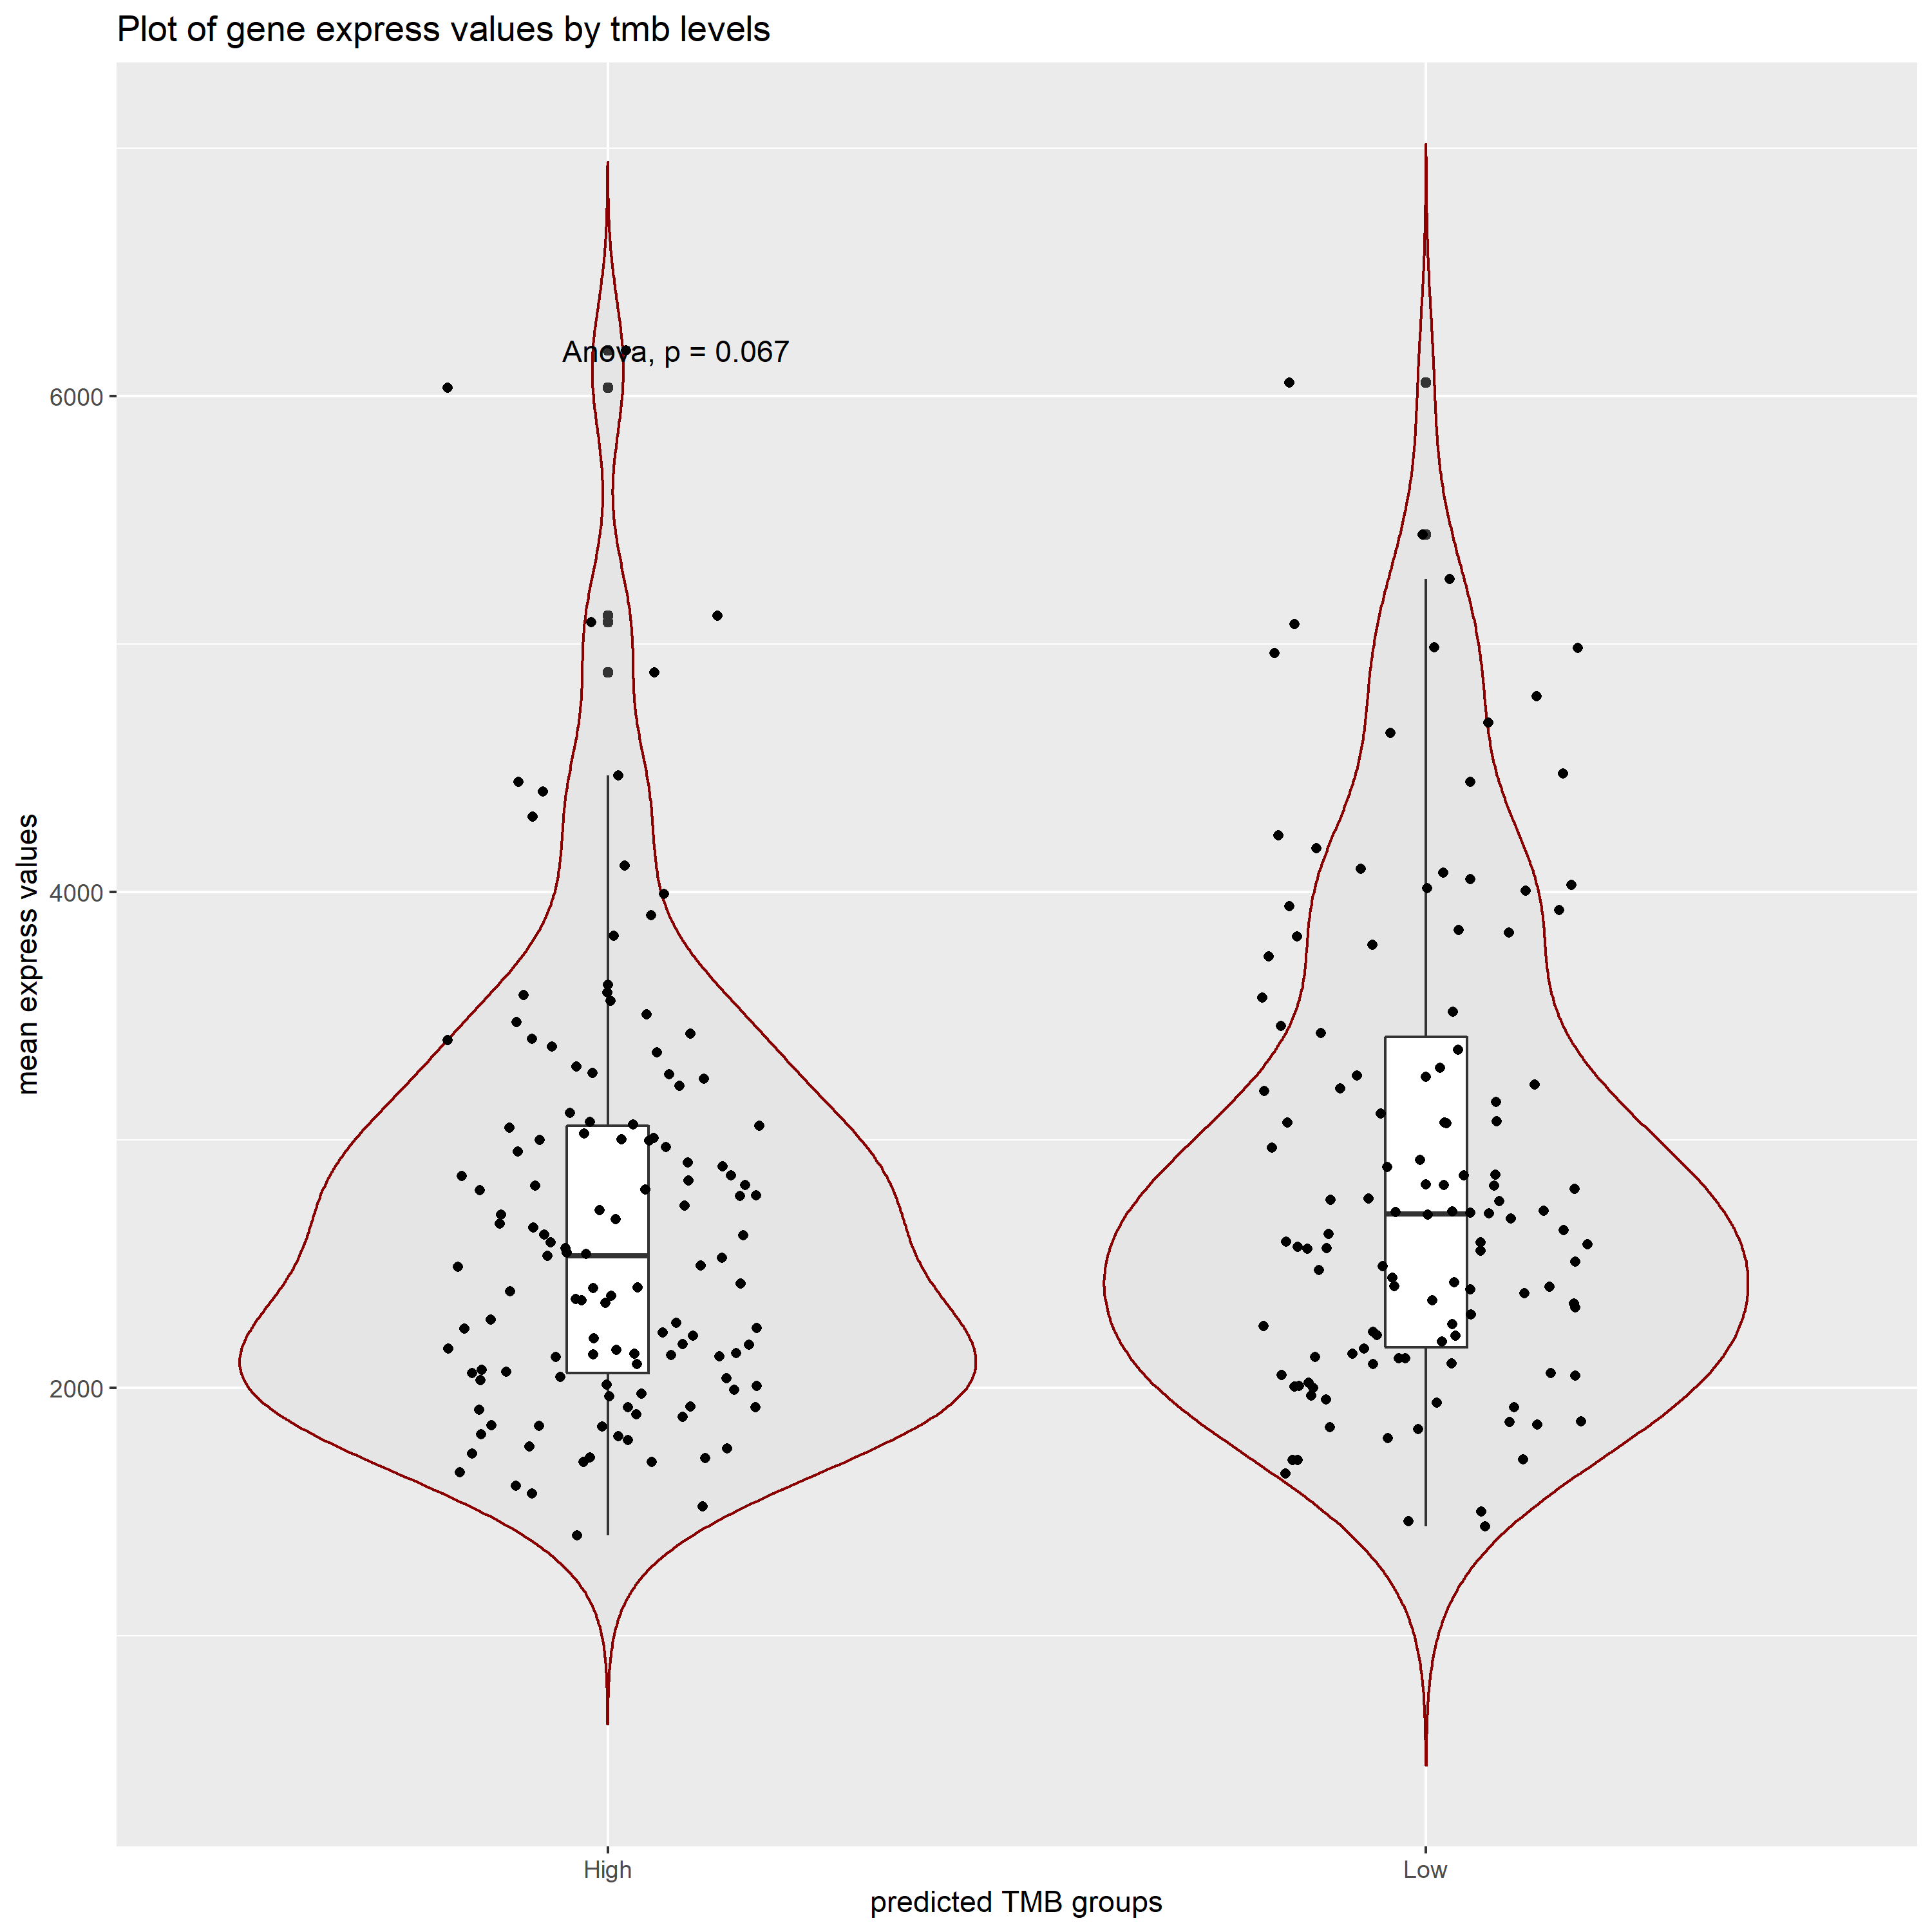 Plot of gene express values by tmb levels
Anova, p = 0.067
6000
4000
2000
mean express values
High
Low
predicted TMB groups